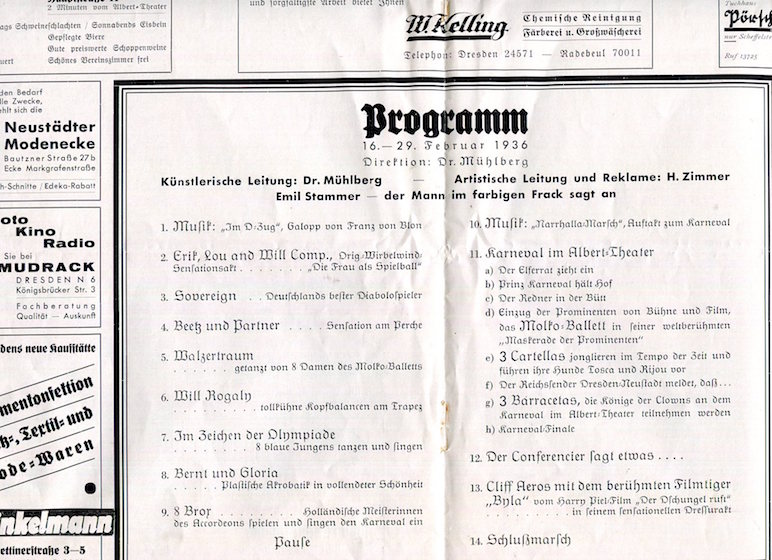 Hauptstraße
2 Minuten vom Albert-Theater
Schweineschlachten / Sonnabends Eisbein
Gepflegte Biere
Gute preiswerte Schoppenweine
Schönes Vereinszimmer frei
und sorgfältigste Arbeit bietet Ihnen
W. Kelling
Chemische Reinigung
Färberei u. Großwäscherei
Telephon: Dresden 24571 — Radebeul 70011
Tuchhaus
Pörsch
nur Scheffelstr
Ruf 13725
den Bedarf
lle Zwecke,
ehlt sich die
Neustädter
Modenecke
Bautzner Straße 27b
Ecke Markgrafenstraße
h-Schnitte / Edeka-Rabatt
oto
Kino
Radio
Sie bei
MUDRACK
DRESDEN N 6
Königsbrücker Str. 3
Fachberatung
Qualität — Auskunft
dens neue Kaufstätte
mentonsektion
k-, Textil- und
ode-Waren
inkelmann
ettinerstraße 3–5
Programm
16.— 29. Februar 1936
Direktion: Dr. Mühlberg
Künstlerische Leitung: Dr. Mühlberg — Artistische Leitung und Reklame: H. Zimmer
Emil Stammer — der Mann im farbigen Frack sagt an
1. Musik: „Im D-Zug“, Galopp von Franz von Blon
2. Erik, Lou and Will Comp., Orig-Wirbelwind-
Sensationsakt . . . . . . . „Die Frau als Spielball“
3. Sovereign . . Deutschlands bester Diabolospieler
4. Beetz und Partner . . . . Sensation am Perche
5. Walzertraum
. . . . . . . . getanzt von 8 Damen des Molko-Balletts
6. Will Rogaly
. . . . . . . . . tollkühne Kopfbalancen am Trapez
7. Im Zeichen der Olympiade
. . . . . . . . . 8 blaue Jungens tanzen und singen
8. Bernt und Gloria
. . . . . . Plastische Akrobatik in vollendeter Schönheit
9. 8 Brox . . . . . . . . Holländische Meisterinnen
des Accordeons spielen und singen den Karneval ein
Pause
10. Musik: „Narrhalla-Marsch“, Auftakt zum Karneval
11. Karneval im Albert-Theater
a) Der Elferrat zieht ein
b) Prinz Karneval hält Hof
c) Der Redner in der Bütt
d) Einzug der Prominenten von Bühne und Film,
das Molko-Ballett in seiner weltberühmten
„Maskerade der Prominenten“
e) 3 Cartellas jonglieren im Tempo der Zeit und
führen ihre Hunde Tosca und Rijou vor
f) Der Reichssender Dresden-Neustadt meldet, daß...
g) 3 Barracetas, die Könige der Clowns an dem
Karneval im Albert-Theater teilnehmen werden
h) Karneval-Finale
12. Der Conferencier sagt etwas . . . .
13. Cliff Aeros mit dem berühmten Filmtiger
„Byla“ vom Harry Piel-Film „Der Dschungel ruft“
. . . . . . . . . . in seinem sensationellen Dressurakt
14. Schlußmarsch